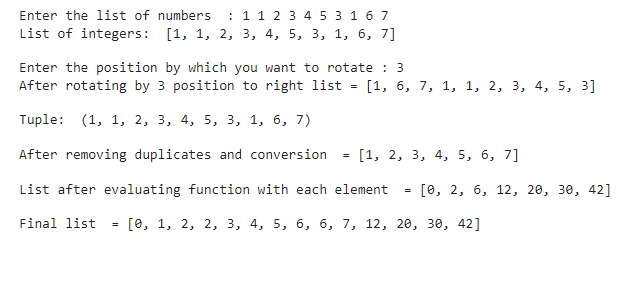 Enter the list of numbers  : 1 1 2 3 4 5 3 1 6 7
List of integers:  [1, 1, 2, 3, 4, 5, 3, 1, 6, 7]
Enter the position by which you want to rotate : 3
After rotating by 3 position to right list = [1, 6, 7, 1, 1, 2, 3, 4, 5, 3]
Tuple:  (1, 1, 2, 3, 4, 5, 3, 1, 6, 7)
After removing duplicates and conversion  = [1, 2, 3, 4, 5, 6, 7]
List after evaluating function with each element  = [0, 2, 6, 12, 20, 30, 42]
Final list  = [0, 1, 2, 2, 3, 4, 5, 6, 6, 7, 12, 20, 30, 42]